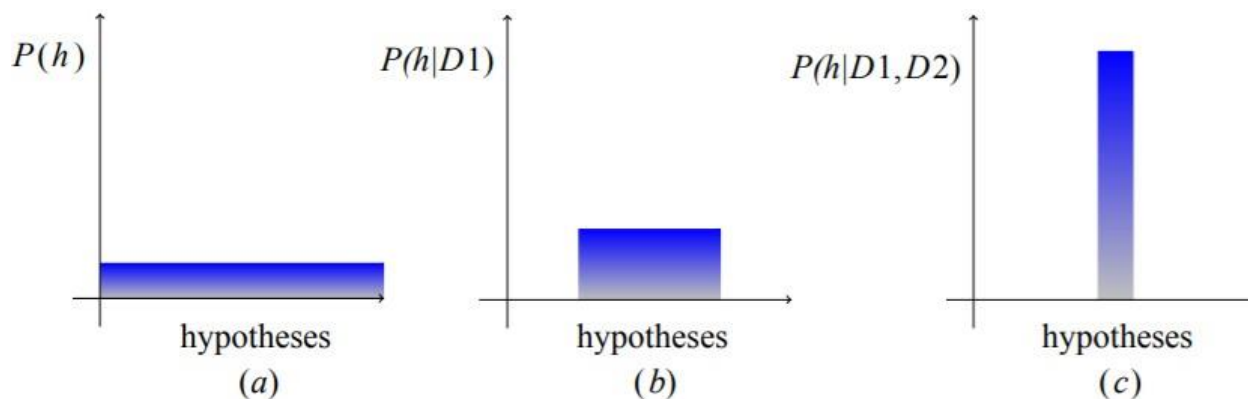 P(h)
P(h|D1)
P(h|D1,D2)
hypotheses
hypotheses
hypotheses
(a)
(b)
(c)